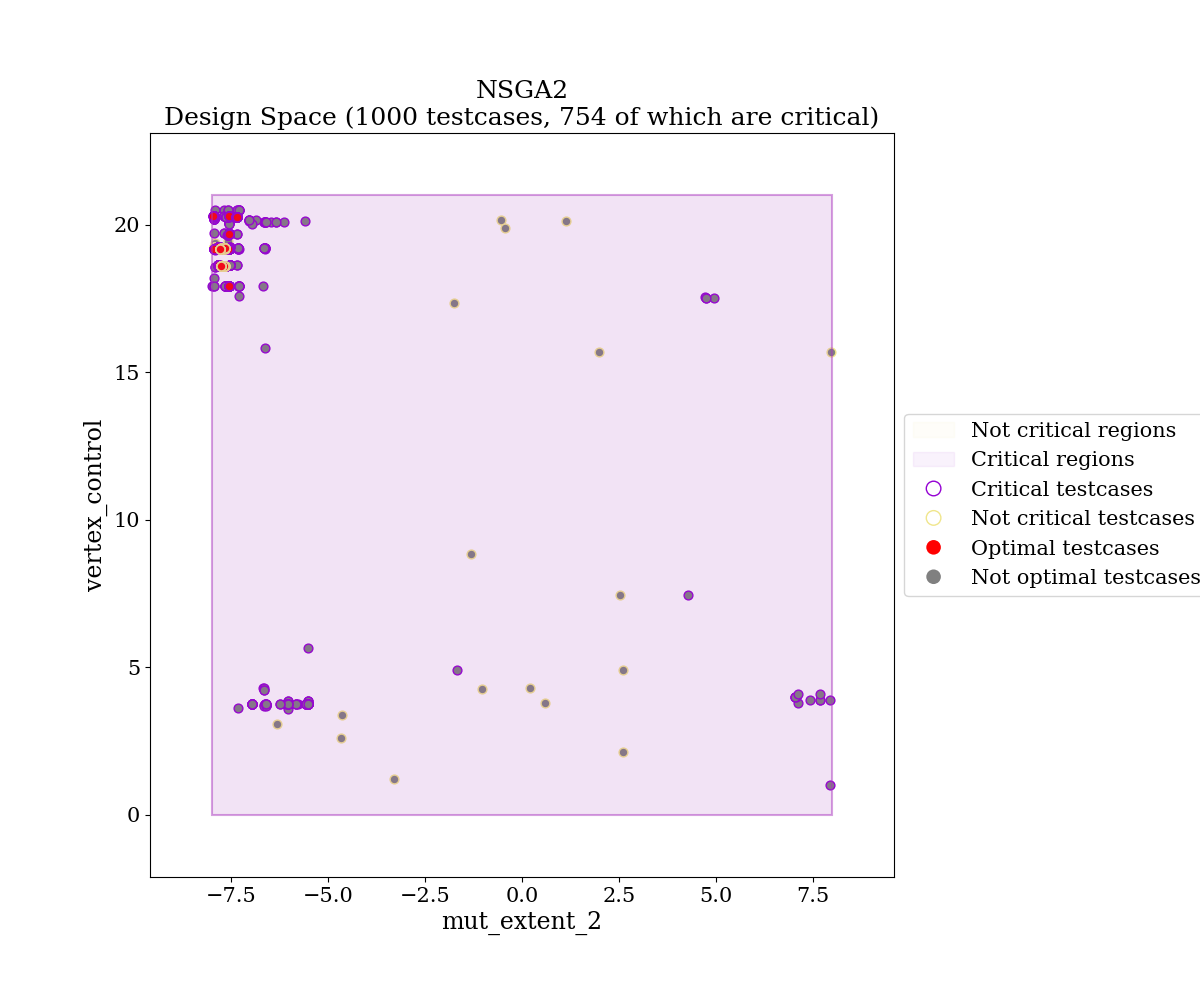 NSGA2
Design Space (1000 testcases, 754 of which are critical)
vertex_control
20
15
10
5
0
−7.5
−5.0
−2.5
0.0
2.5
5.0
7.5
mut_extent_2
Not critical regions
Critical regions
Critical testcases
Not critical testcases
Optimal testcases
Not optimal testcases